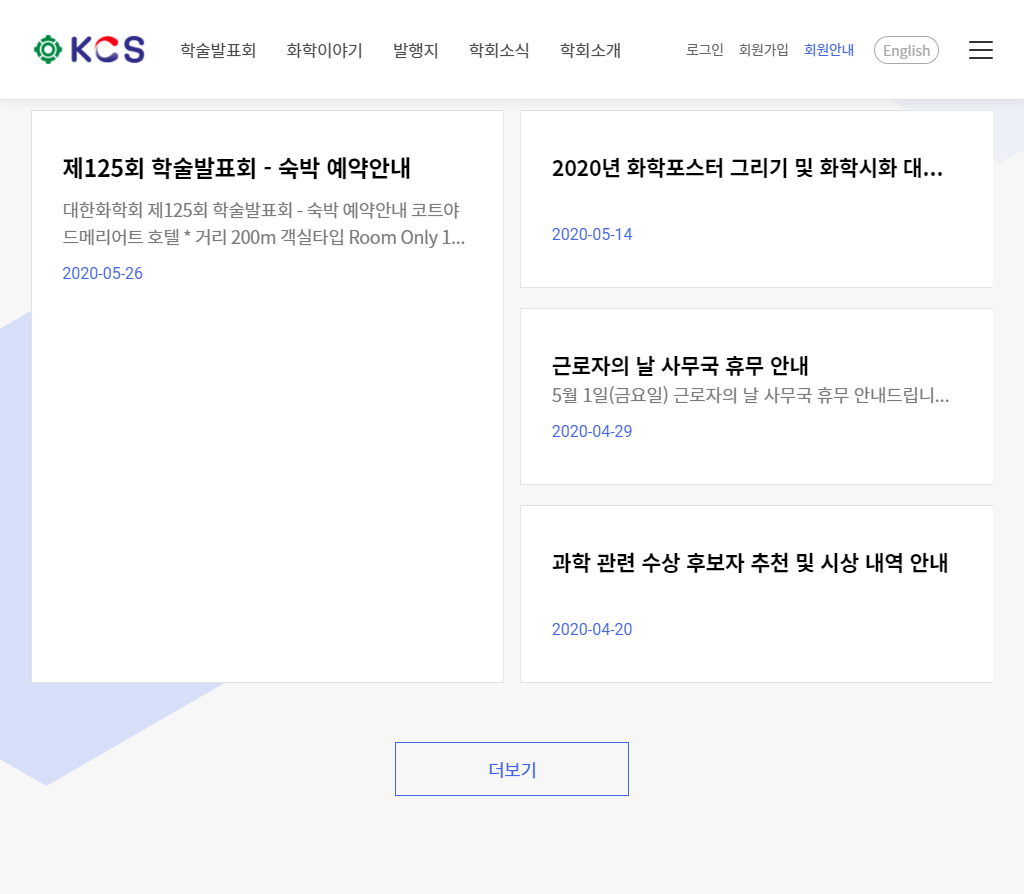 KCS 학술발표회 화학이야기 발행지 학회소식 학회소개 로그인 회원가입 회원안내 English
제125회 학술발표회 - 숙박 예약안내
대한화학회 제125회 학술발표회 - 숙박 예약안내 코트야
드메리어트 호텔 * 거리 200m 객실타입 Room Only 1...
2020-05-26
2020년 화학포스터 그리기 및 화학시화 대...
2020-05-14
근로자의 날 사무국 휴무 안내
5월 1일(금요일) 근로자의 날 사무국 휴무 안내드립니...
2020-04-29
과학 관련 수상 후보자 추천 및 시상 내역 안내
2020-04-20
더보기